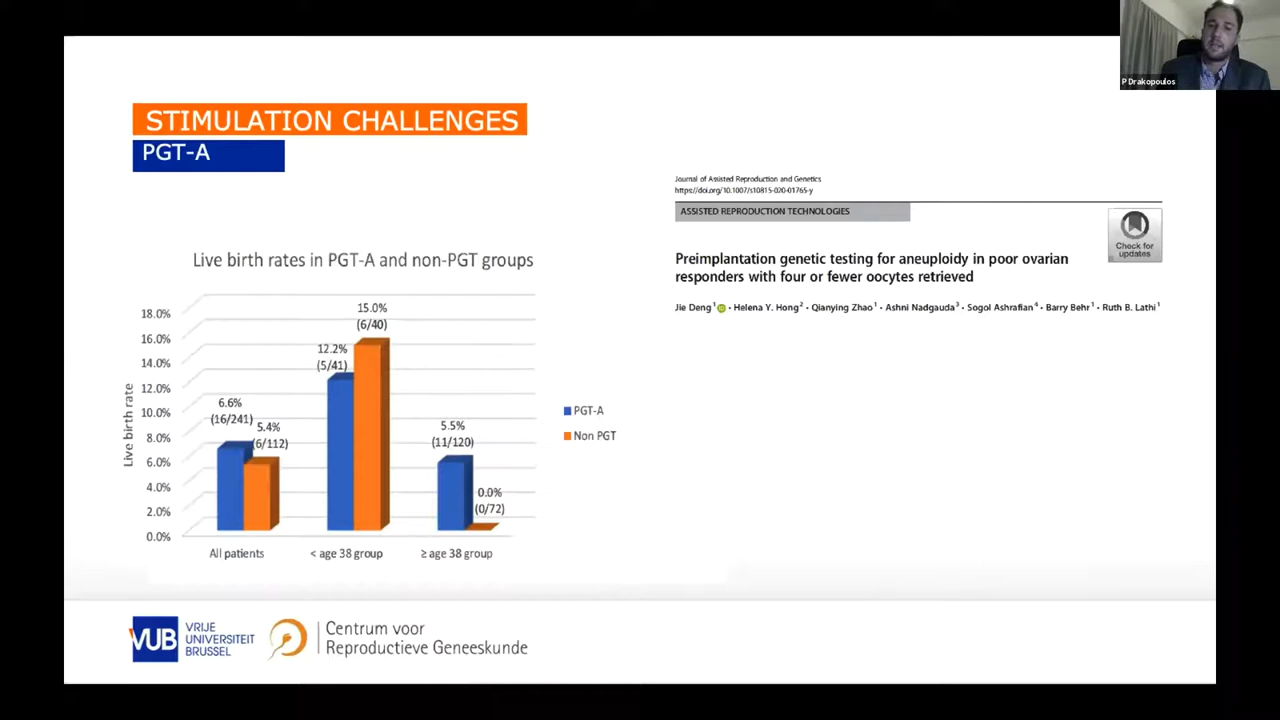 P Drakopoulos
STIMULATION CHALLENGES
PGT-A
Journal of Assisted Reproduction and Genetics
https://doi.org/10.1007/s10815-020-01765-y
ASSISTED REPRODUCTION TECHNOLOGIES
Check for
updates
Preimplantation genetic testing for aneuploidy in poor ovarian
responders with four or fewer oocytes retrieved
Jie Deng1 · Helena Y. Hong2 · Qianying Zhao1 · Ashni Nadgauda3 · Sogol Ashrafian4 · Barry Behr1 · Ruth B. Lathi1
Live birth rates in PGT-A and non-PGT groups
Live birth rate
18.0%
16.0%
14.0%
12.0%
10.0%
8.0%
6.0%
4.0%
2.0%
0.0%
6.6%
(16/241)
5.4%
(6/112)
12.2%
(5/41)
15.0%
(6/40)
5.5%
(11/120)
0.0%
(0/72)
All patients
< age 38 group
≥ age 38 group
PGT-A
Non PGT
VUB
VRIJE
UNIVERSITEIT
BRUSSEL
Centrum voor
Reproductieve Geneeskunde